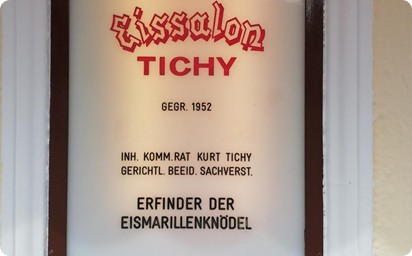 Eissalon
TICHY
GEGR. 1952
INH. KOMM.RAT KURT TICHY
GERICHTL. BEEID. SACHVERST.
ERFINDER DER
EISMARILLENKNÖDEL